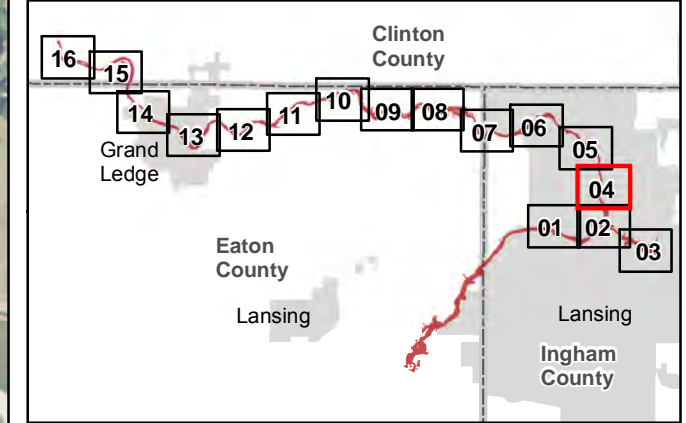 Clinton
County
16
15
14
13
12
11
10
09
08
07
06
05
04
01
02
03
Grand
Ledge
Eaton
County
Lansing
Lansing
Ingham
County